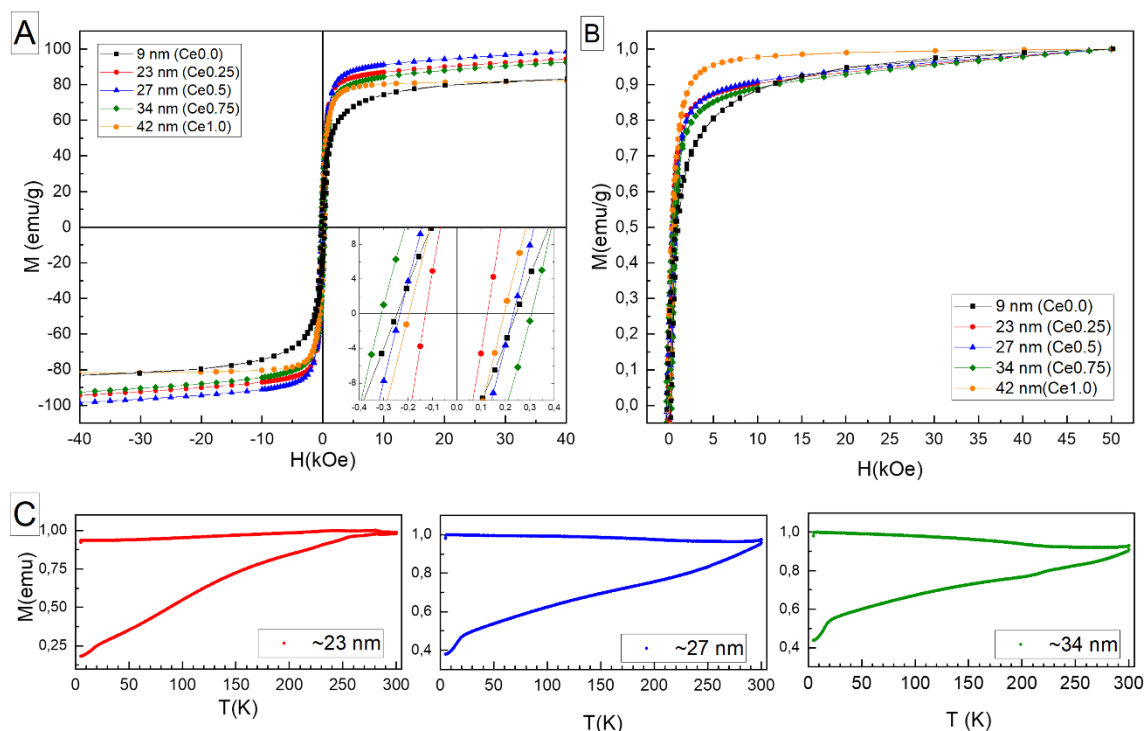 A
100
80
60
40
20
0
-20
-40
-60
-80
-100
M (emu/g)
9 nm (Ce0.0)
23 nm (Ce0.25)
27 nm (Ce0.5)
34 nm (Ce0.75)
42 nm (Ce1.0)
8
4
0
-4
-8
-0,4 -0,3 -0,2 -0,1 0,0 0,1 0,2 0,3 0,4
-40 -30 -20 -10 0 10 20 30 40
H(kOe)
B
1,0
0,9
0,8
0,7
0,6
0,5
0,4
0,3
0,2
0,1
0,0
M(emu/g)
9 nm (Ce0.0)
23 nm (Ce0.25)
27 nm (Ce0.5)
34 nm (Ce0.75)
42 nm(Ce1.0)
0 5 10 15 20 25 30 35 40 45 50
H(kOe)
C
M(emu)
1,00
0,75
0,50
0,25
~23 nm
0 50 100 150 200 250 300
T(K)
1,0
0,8
0,6
0,4
~27 nm
0 50 100 150 200 250 300
T(K)
1,0
0,8
0,6
0,4
~34 nm
0 50 100 150 200 250 300
T (K)